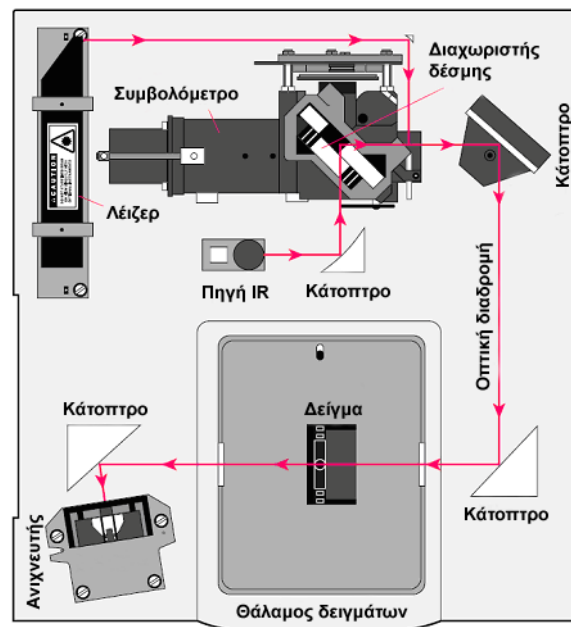 Διαχωριστής
δέσμης
Συμβολόμετρο
Κάτοπτρο
CAUTION
Λέιζερ
Πηγή IR
Κάτοπτρο
Οπτική διαδρομή
Κάτοπτρο
Δείγμα
Κάτοπτρο
Ανιχνευτής
Θάλαμος δειγμάτων